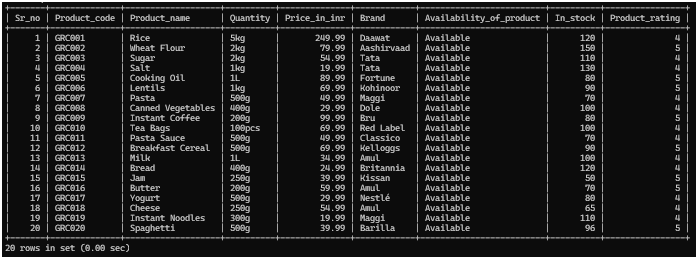 | Sr_no | Product_code | Product_name | Quantity | Price_in_inr | Brand | Availability_of_product | In_stock | Product_rating |
| 1 | GRC001 | Rice | 5kg | 249.99 | Daawat | Available | 120 | 4 |
| 2 | GRC002 | Wheat Flour | 2kg | 79.99 | Aashirvaad | Available | 150 | 5 |
| 3 | GRC003 | Sugar | 2kg | 54.99 | Tata | Available | 110 | 4 |
| 4 | GRC004 | Salt | 1kg | 19.99 | Tata | Available | 130 | 4 |
| 5 | GRC005 | Cooking Oil | 1L | 89.99 | Fortune | Available | 80 | 5 |
| 6 | GRC006 | Lentils | 1kg | 69.99 | Kohinoor | Available | 90 | 5 |
| 7 | GRC007 | Pasta | 500g | 49.99 | Maggi | Available | 70 | 4 |
| 8 | GRC008 | Canned Vegetables | 400g | 29.99 | Dole | Available | 100 | 4 |
| 9 | GRC009 | Instant Coffee | 200g | 99.99 | Bru | Available | 80 | 5 |
| 10 | GRC010 | Tea Bags | 100pcs | 69.99 | Red Label | Available | 100 | 4 |
| 11 | GRC011 | Pasta Sauce | 500g | 49.99 | Classico | Available | 70 | 4 |
| 12 | GRC012 | Breakfast Cereal | 500g | 69.99 | Kelloggs | Available | 90 | 5 |
| 13 | GRC013 | Milk | 1L | 34.99 | Amul | Available | 100 | 4 |
| 14 | GRC014 | Bread | 400g | 24.99 | Britannia | Available | 120 | 4 |
| 15 | GRC015 | Jam | 250g | 39.99 | Kissan | Available | 50 | 5 |
| 16 | GRC016 | Butter | 200g | 59.99 | Amul | Available | 70 | 5 |
| 17 | GRC017 | Yogurt | 500g | 29.99 | Nestlé | Available | 80 | 4 |
| 18 | GRC018 | Cheese | 250g | 54.99 | Amul | Available | 65 | 4 |
| 19 | GRC019 | Instant Noodles | 300g | 19.99 | Maggi | Available | 110 | 4 |
| 20 | GRC020 | Spaghetti | 500g | 39.99 | Barilla | Available | 96 | 5 |
20 rows in set (0.00 sec)